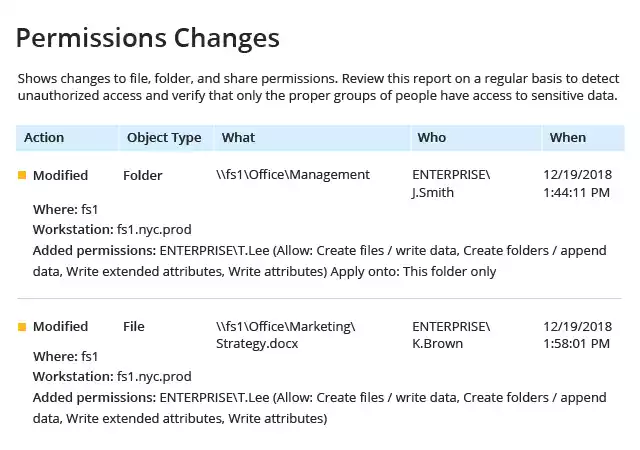 Permissions Changes
Shows changes to file, folder, and share permissions. Review this report on a regular basis to detect
unauthorized access and verify that only the proper groups of people have access to sensitive data.
Action Object Type What Who When
Modified Folder \\fs1\Office\Management ENTERPRISE\ 12/19/2018
J.Smith 1:44:11 PM
Where: fs1
Workstation: fs1.nyc.prod
Added permissions: ENTERPRISE\T.Lee (Allow: Create files / write data, Create folders / append
data, Write extended attributes, Write attributes) Apply onto: This folder only
Modified File \\fs1\Office\Marketing\ ENTERPRISE\ 12/19/2018
Strategy.docx K.Brown 1:58:01 PM
Where: fs1
Workstation: fs1.nyc.prod
Added permissions: ENTERPRISE\T.Lee (Allow: Create files / write data, Create folders / append
data, Write extended attributes, Write attributes)